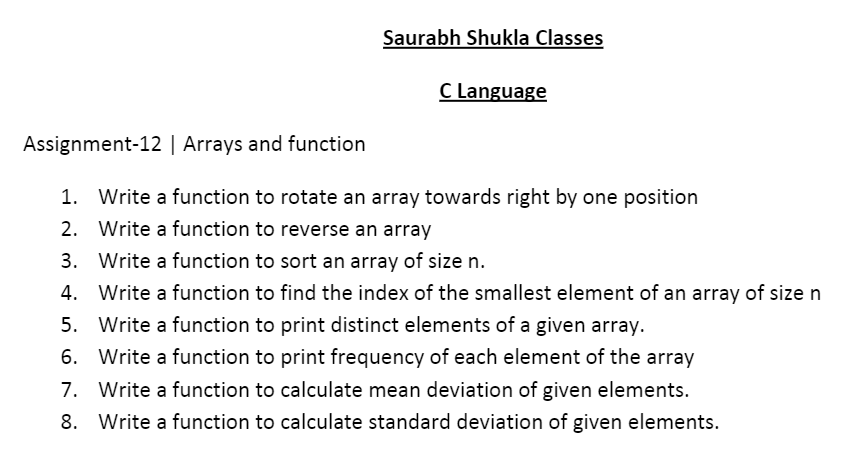 Saurabh Shukla Classes
C Language
Assignment-12 | Arrays and function
1. Write a function to rotate an array towards right by one position
2. Write a function to reverse an array
3. Write a function to sort an array of size n.
4. Write a function to find the index of the smallest element of an array of size n
5. Write a function to print distinct elements of a given array.
6. Write a function to print frequency of each element of the array
7. Write a function to calculate mean deviation of given elements.
8. Write a function to calculate standard deviation of given elements.